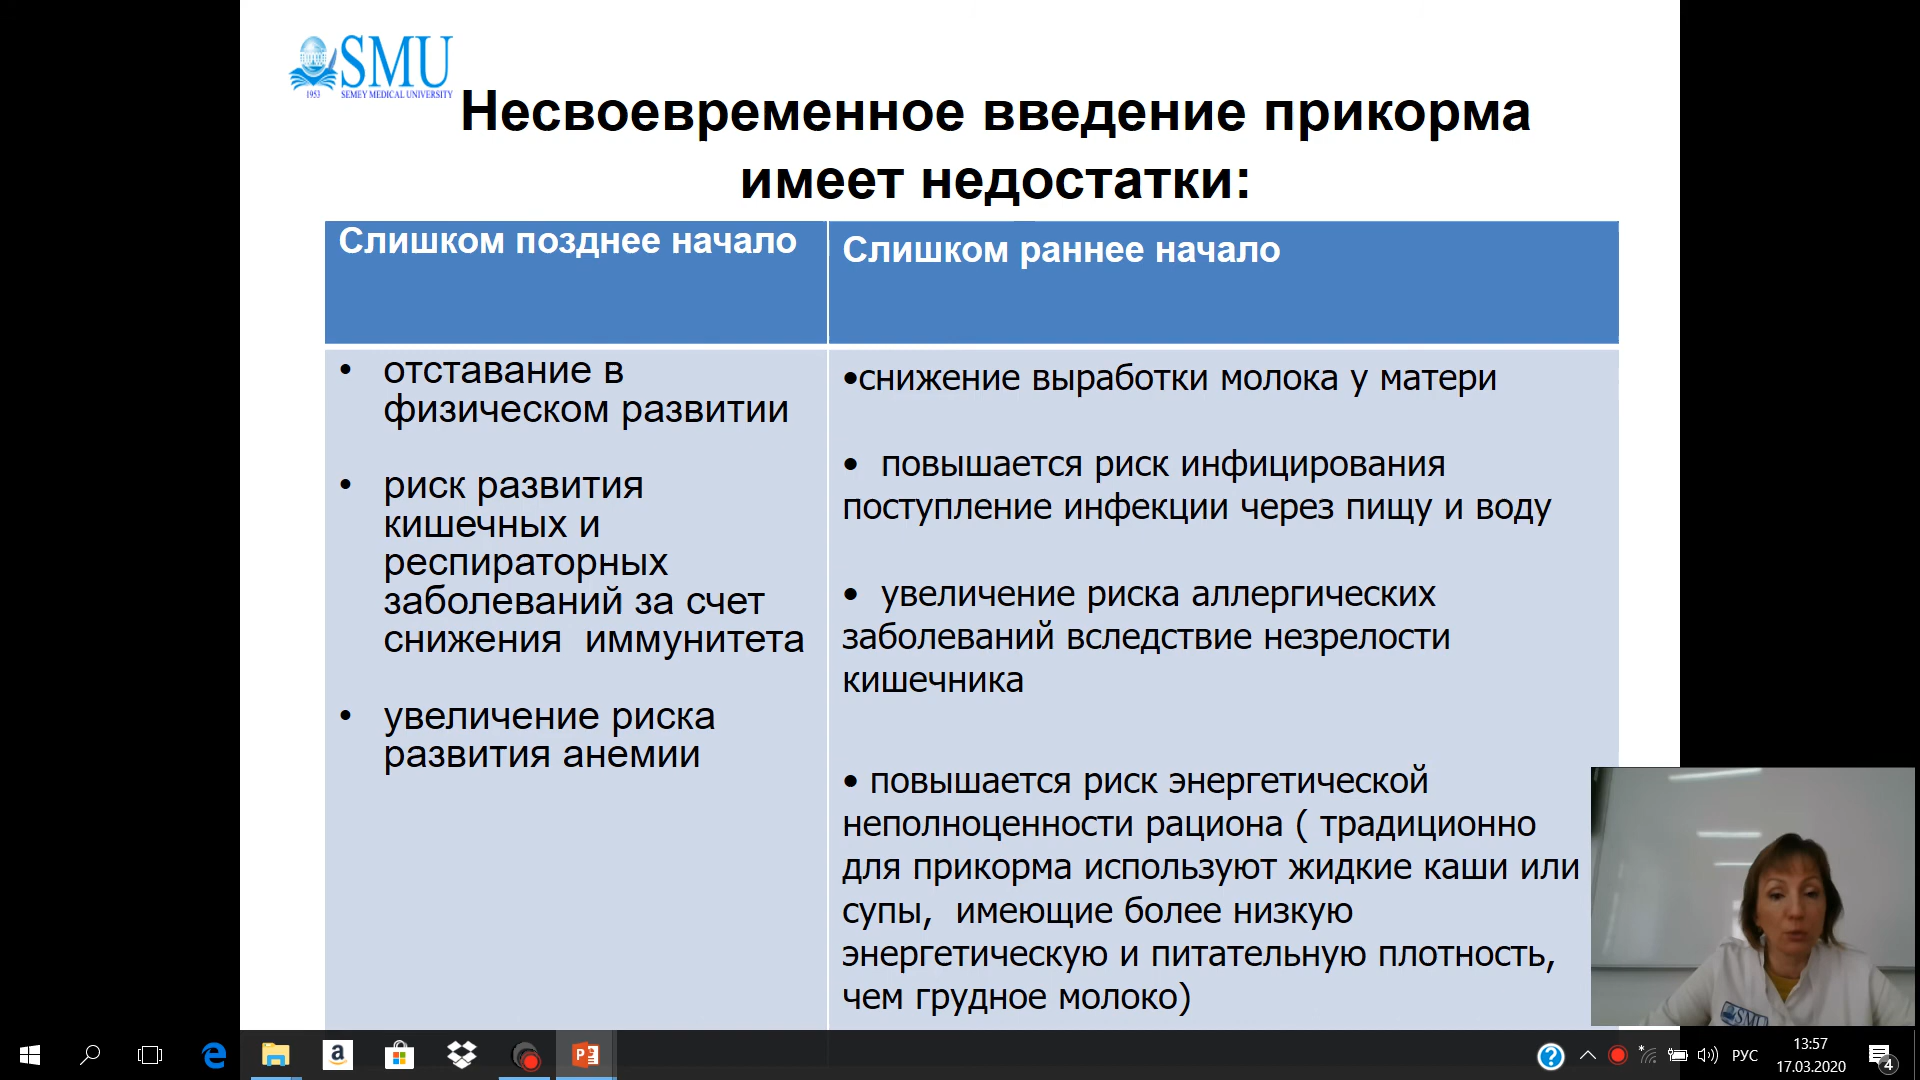 SMU
1953 SEMEY MEDICAL UNIVERSITY
Несвоевременное введение прикорма
имеет недостатки:
Слишком позднее начало
Слишком раннее начало
• отставание в
физическом развитии
• риск развития
кишечных и
респираторных
заболеваний за счет
снижения иммунитета
• увеличение риска
развития анемии
•снижение выработки молока у матери
• повышается риск инфицирования
поступление инфекции через пищу и воду
• увеличение риска аллергических
заболеваний вследствие незрелости
кишечника
• повышается риск энергетической
неполноценности рациона ( традиционно
для прикорма используют жидкие каши или
супы, имеющие более низкую
энергетическую и питательную плотность,
чем грудное молоко)
SMU
РУС
13:57
17.03.2020
4